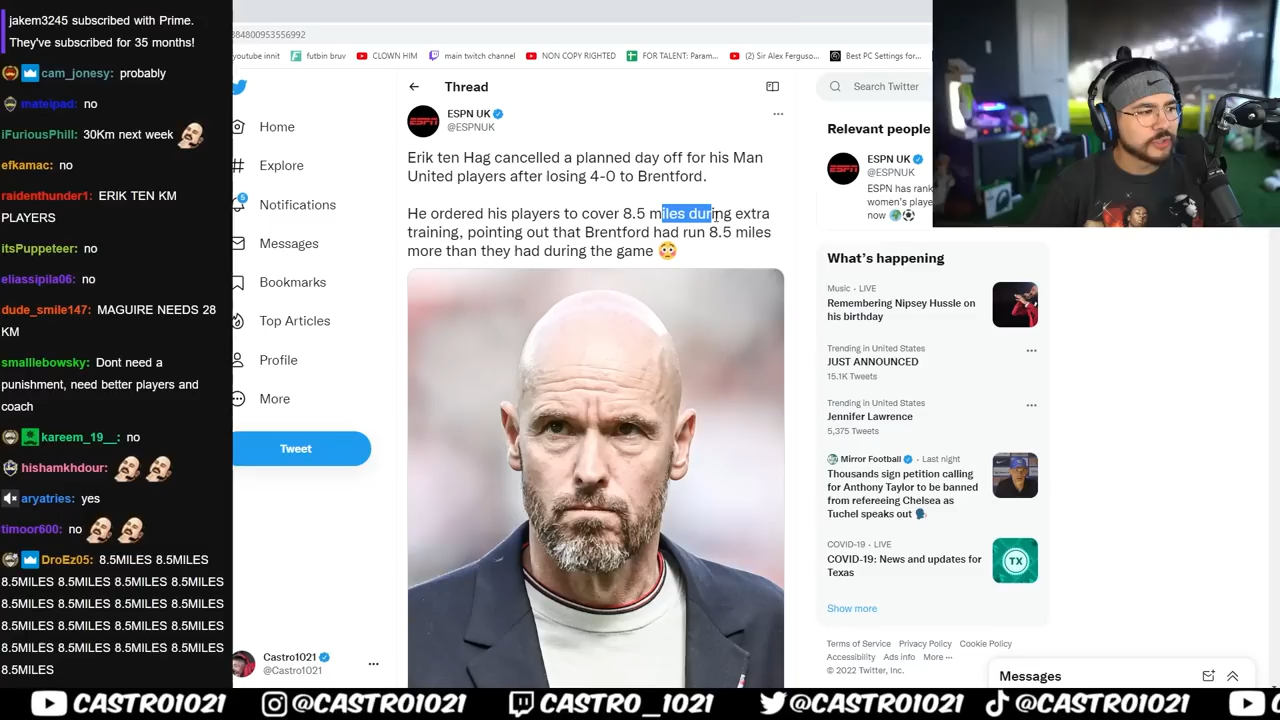 jakem3245 subscribed with Prime.
They've subscribed for 35 months!
cam_jonesy: probably
mateipad: no
iFuriousPhill: 30Km next week
efkamac: no
raidenthunder1: ERIK TEN KM
PLAYERS
itsPuppeteer: no
eliassipila06: no
dude_smile147: MAGUIRE NEEDS 28
KM
smalllebowsky: Dont need a
punishment, need better players and
coach
kareem_19__: no
hishamkhdour:
aryatries: yes
timoor600: no
DroEz05: 8.5MILES 8.5MILES
8.5MILES 8.5MILES 8.5MILES 8.5MILES
8.5MILES 8.5MILES 8.5MILES 8.5MILES
8.5MILES 8.5MILES 8.5MILES 8.5MILES
8.5MILES 8.5MILES 8.5MILES 8.5MILES
8.5MILES
384800953556992
youtube innit
futbin bruv
CLOWN HIM
main twitch channel
NON COPY RIGHTED
FOR TALENT: Param...
(2) Sir Alex Ferguso...
Best PC Settings for...
Home
Explore
5
Notifications
Messages
Bookmarks
Top Articles
Profile
More
Tweet
Castro1021
@Castro1021
Thread
ESPN UK
@ESPNUK
Erik ten Hag cancelled a planned day off for his Man
United players after losing 4-0 to Brentford.
He ordered his players to cover 8.5 miles during extra
training, pointing out that Brentford had run 8.5 miles
more than they had during the game 😳
Search Twitter
Relevant people
ESPN UK
@ESPNUK
ESPN has rank
women's playe
now
What's happening
Music · LIVE
Remembering Nipsey Hussle on
his birthday
Trending in United States
JUST ANNOUNCED
15.1K Tweets
Trending in United States
Jennifer Lawrence
5,375 Tweets
Mirror Football · Last night
Thousands sign petition calling
for Anthony Taylor to be banned
from refereeing Chelsea as
Tuchel speaks out 🗣
COVID-19 · LIVE
COVID-19: News and updates for
Texas
TX
Show more
Terms of Service Privacy Policy Cookie Policy
Accessibility Ads info More ···
© 2022 Twitter, Inc.
Messages
CASTRO1021 @CASTRO1021 CASTRO_1021 @CASTRO1021 @CASTRO1021